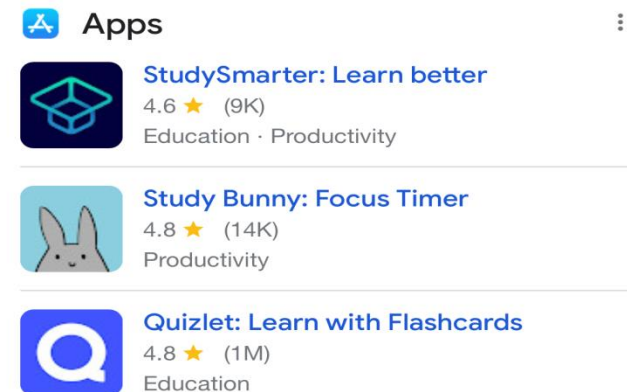 Apps
StudySmarter: Learn better
4.6 ★ (9K)
Education · Productivity
Study Bunny: Focus Timer
4.8 ★ (14K)
Productivity
Quizlet: Learn with Flashcards
4.8 ★ (1M)
Education